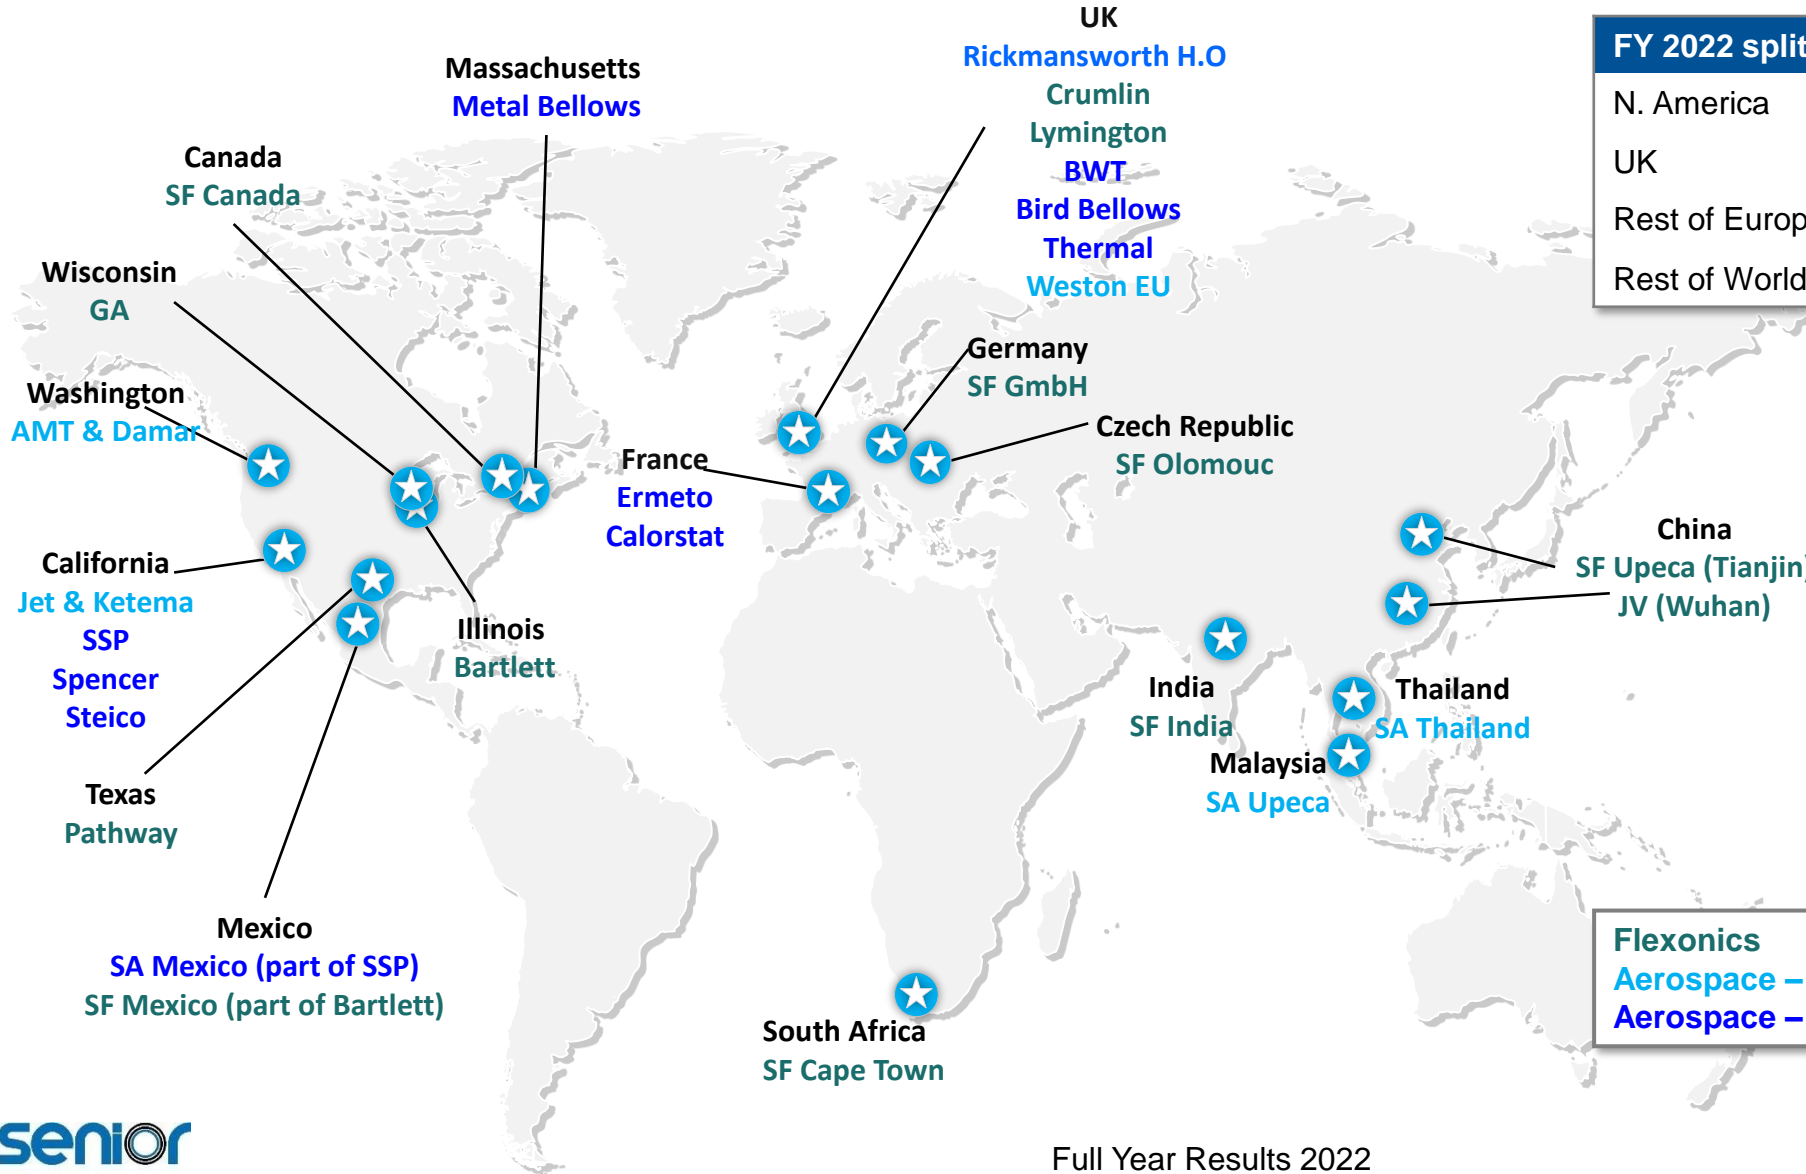 UK
Rickmansworth H.O
Crumlin
Lymington
BWT
Bird Bellows
Thermal
Weston EU
FY 2022 split
N. America
UK
Rest of Europ
Rest of World
Massachusetts
Metal Bellows
Canada
SF Canada
Wisconsin
GA
Washington
AMT & Damar
Germany
SF GmbH
Czech Republic
SF Olomouc
France
Ermeto
Calorstat
California
Jet & Ketema
SSP
Spencer
Steico
Illinois
Bartlett
China
SF Upeca (Tianjin)
JV (Wuhan)
India
SF India
Thailand
SA Thailand
Malaysia
SA Upeca
Texas
Pathway
Mexico
SA Mexico (part of SSP)
SF Mexico (part of Bartlett)
South Africa
SF Cape Town
Flexonics
Aerospace –
Aerospace –
senior
Full Year Results 2022